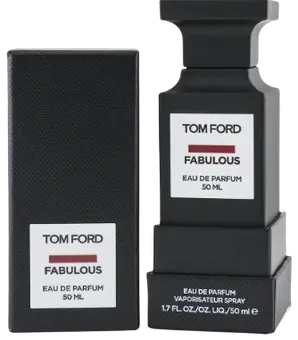 TOM FORD
FABULOUS
EAU DE PARFUM
50 ML
TOM FORD
FABULOUS
EAU DE PARFUM
50 ML
EAU DE PARFUM
VAPORISATEUR SPRAY
1.7 FL. OZ./OZ. LIQ./50 ml ℮